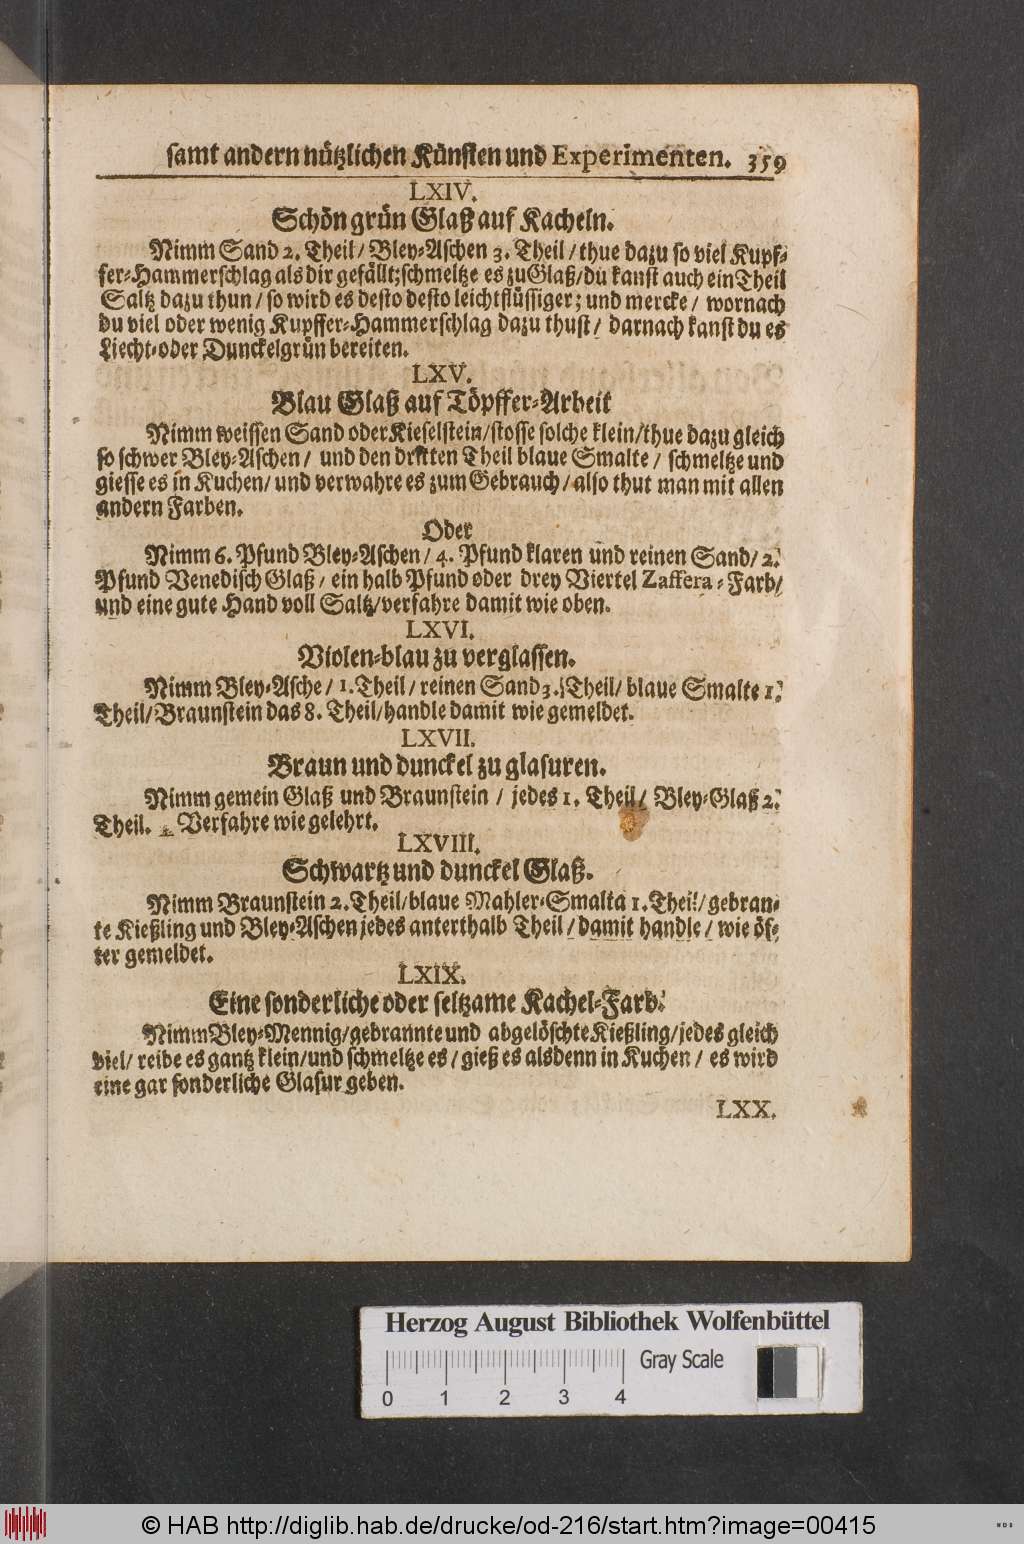 samt andern nützlichen Künsten und Experimenten. 359
LXIV.
Schön grün Glaß auf Kacheln.
Nimm Sand 2. Theil / Bley-Aschen 3. Theil / thue dazu so viel Kupf-
fer-Hammerschlag als dir gefällt; schmeltze es zu Glaß / du kanst auch ein Theil
Saltz dazu thun / so wird es desto desto leichtflüssiger; und mercke / wornach
du viel oder wenig Kupffer-Hammerschlag dazu thust / darnach kanst du es
Liecht- oder Dunckelgrün bereiten.
LXV.
Blau Glaß auf Töpffer-Arbeit
Nimm weissen Sand oder Kieselstein / stosse solche klein / thue dazu gleich
so schwer Bley-Aschen / und den dritten Theil blaue Smalte / schmeltze und
giesse es in Kuchen / und verwahre es zum Gebrauch / also thut man mit allen
andern Farben.
Oder
Nimm 6. Pfund Bley-Aschen / 4. Pfund klaren und reinen Sand / 2.
Pfund Venedisch Glaß / ein halb Pfund oder drey Viertel Zaffera-Farb /
und eine gute Hand voll Saltz / verfahre damit wie oben.
LXVI.
Violen-blau zu verglassen.
Nimm Bley-Asche / 1. Theil / reinen Sand 3. Theil / blaue Smalte 1.
Theil / Braunstein das 8. Theil / handle damit wie gemeldet.
LXVII.
Braun und dunckel zu glasuren.
Nimm gemein Glaß und Braunstein / jedes 1. Theil / Bley-Glaß 2.
Theil. Verfahre wie gelehrt.
LXVIII.
Schwartz und dunckel Glaß.
Nimm Braunstein 2. Theil / blaue Mahler-Smalta 1. Theil / gebran-
te Kießling und Bley-Aschen jedes anterthalb Theil / damit handle / wie öf-
ter gemeldet.
LXIX.
Eine sonderliche oder seltzame Kachel-Farb.
Nimm Bley-Mennig / gebrannte und abgelöschte Kießling / jedes gleich
viel / reibe es gantz klein / und schmeltze es / gieß es alsdenn in Kuchen / es wird
eine gar sonderliche Glasur geben.
LXX.
Herzog August Bibliothek Wolfenbüttel
Gray Scale
0 1 2 3 4
© HAB http://diglib.hab.de/drucke/od-216/start.htm?image=00415